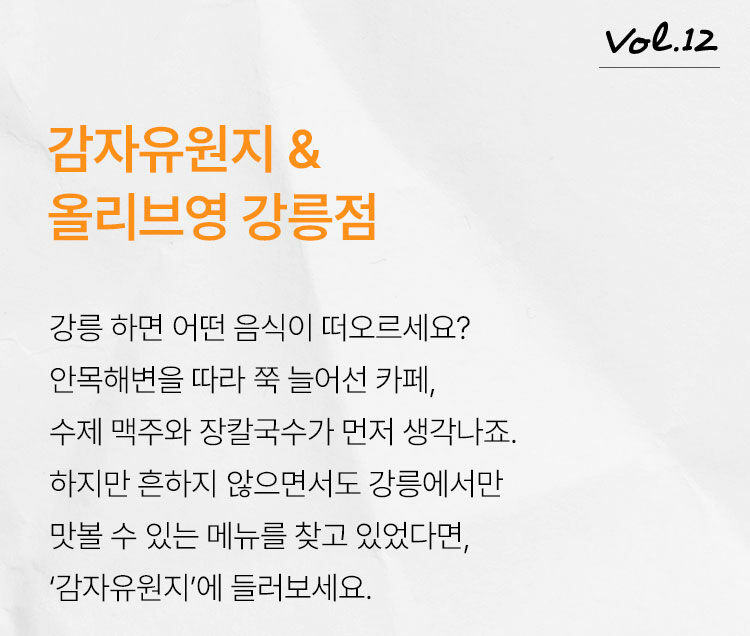 Vol.12
감자유원지 &
올리브영 강릉점
강릉 하면 어떤 음식이 떠오르세요?
안목해변을 따라 쭉 늘어선 카페,
수제 맥주와 장칼국수가 먼저 생각나죠.
하지만 흔하지 않으면서도 강릉에서만
맛볼 수 있는 메뉴를 찾고 있었다면,
‘감자유원지’에 들러보세요.